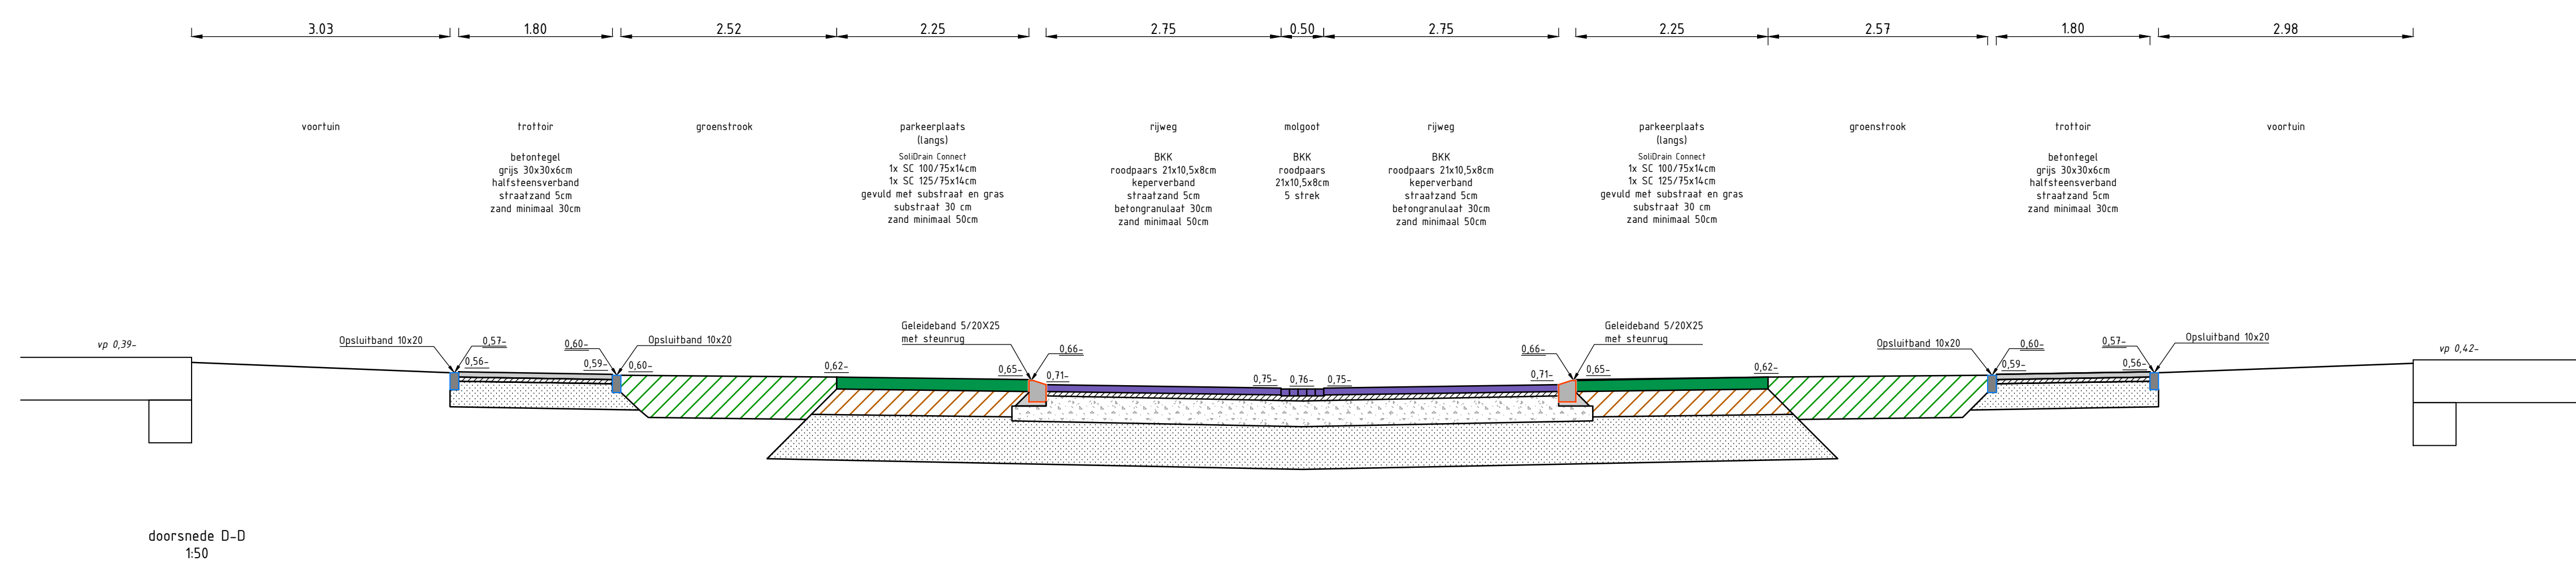 3.03 1.80 2.52 2.25 2.75 0.50 2.75 2.25 2.57 1.80 2.98
voortuin
trottoir
betontegel
grijs 30x30x6cm
halfsteensverband
straatzand 5cm
zand minimaal 30cm
groenstrook
parkeerplaats
(langs)
SoliDrain Connect
1x SC 100/75x14cm
1x SC 125/75x14cm
gevuld met substraat en gras
substraat 30 cm
zand minimaal 50cm
rijweg
BKK
roodpaars 21x10,5x8cm
keperverband
straatzand 5cm
betongranulaat 30cm
zand minimaal 50cm
molgoot
BKK
roodpaars
21x10,5x8cm
5 strek
rijweg
BKK
roodpaars 21x10,5x8cm
keperverband
straatzand 5cm
betongranulaat 30cm
zand minimaal 50cm
parkeerplaats
(langs)
SoliDrain Connect
1x SC 100/75x14cm
1x SC 125/75x14cm
gevuld met substraat en gras
substraat 30 cm
zand minimaal 50cm
groenstrook
trottoir
betontegel
grijs 30x30x6cm
halfsteensverband
straatzand 5cm
zand minimaal 30cm
voortuin
vp 0,39-
Opsluitband 10x20
0,57-
0,56-
0,60-
0,59-
Opsluitband 10x20
0,60-
0,62-
Geleideband 5/20X25
met steunrug
0,65-
0,66-
0,71-
0,75-
0,76-
0,75-
0,71-
0,66-
Geleideband 5/20X25
met steunrug
0,65-
0,62-
Opsluitband 10x20
0,60-
0,59-
0,57-
0,56-
Opsluitband 10x20
vp 0,42-
doorsnede D-D
1:50